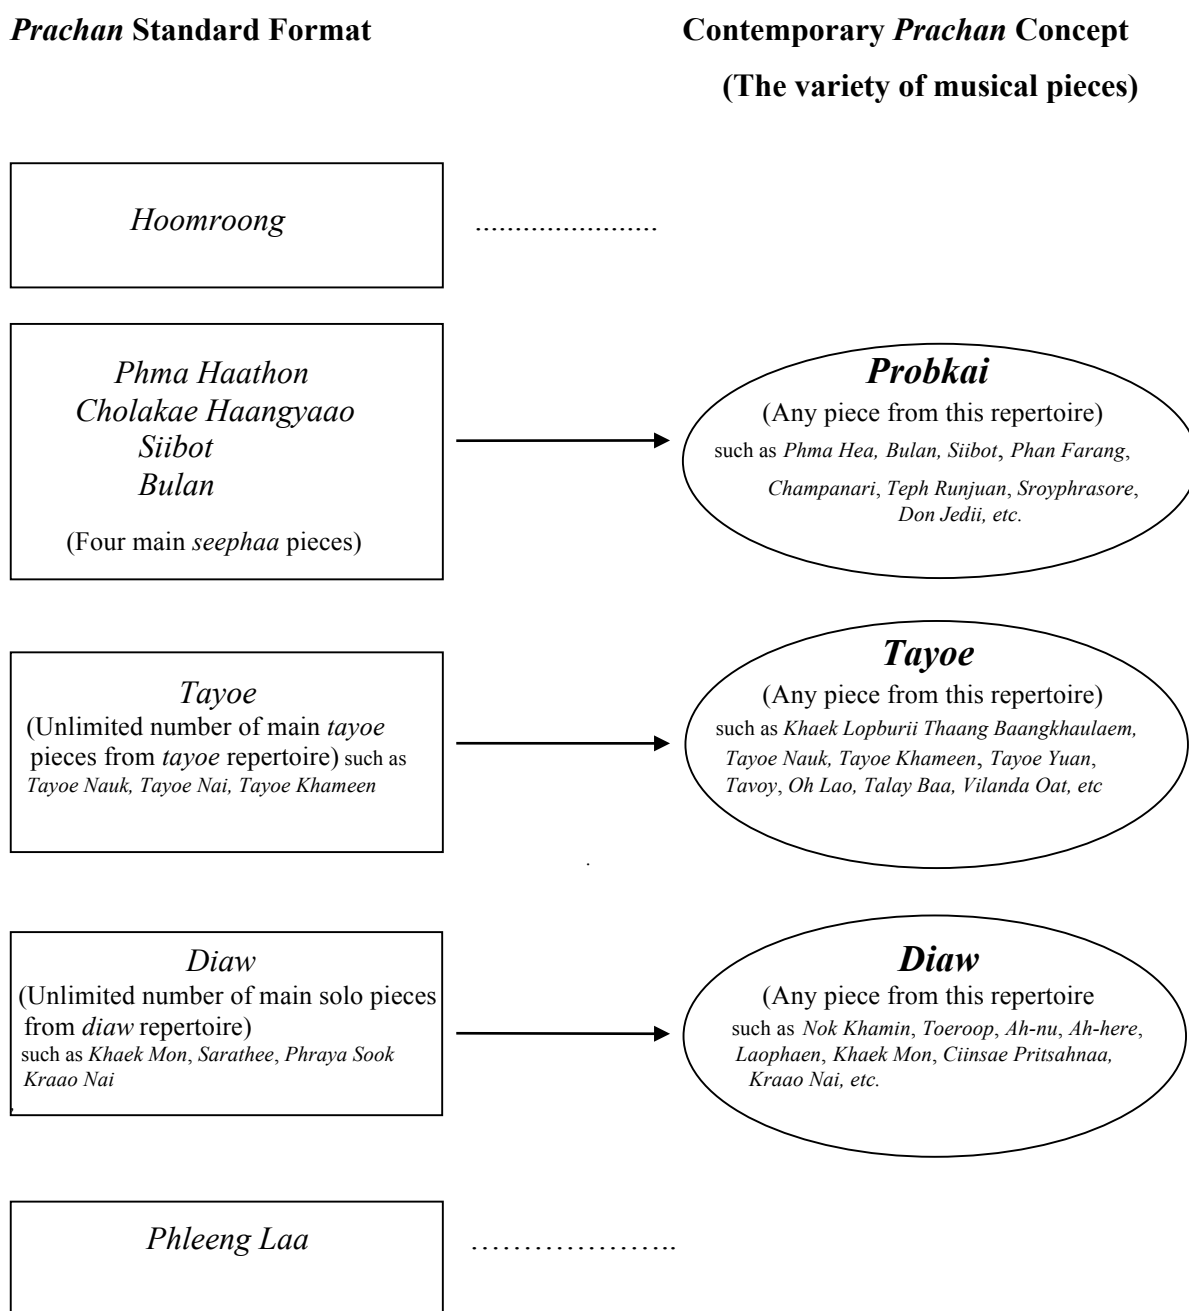 Prachan Standard Format
Contemporary Prachan Concept
(The variety of musical pieces)
Hoomroong
.......................
Phma Haathon
Cholakae Haangyaao
Siibot
Bulan
(Four main seephaa pieces)
Probkai
(Any piece from this repertoire)
such as Phma Hea, Bulan, Siibot, Phan Farang,
Champanari, Teph Runjuan, Sroyphrasore,
Don Jedii, etc.
Tayoe
(Unlimited number of main tayoe
pieces from tayoe repertoire) such as
Tayoe Nauk, Tayoe Nai, Tayoe Khameen
Tayoe
(Any piece from this repertoire)
such as Khaek Lopburii Thaang Baangkhaulaem,
Tayoe Nauk, Tayoe Khameen, Tayoe Yuan,
Tavoy, Oh Lao, Talay Baa, Vilanda Oat, etc
.
Diaw
(Unlimited number of main solo pieces
from diaw repertoire)
such as Khaek Mon, Sarathee, Phraya Sook
Kraao Nai
Diaw
(Any piece from this repertoire
such as Nok Khamin, Toeroop, Ah-nu, Ah-here,
Laophaen, Khaek Mon, Ciinsae Pritsahnaa,
Kraao Nai, etc.
Phleeng Laa
…………………..